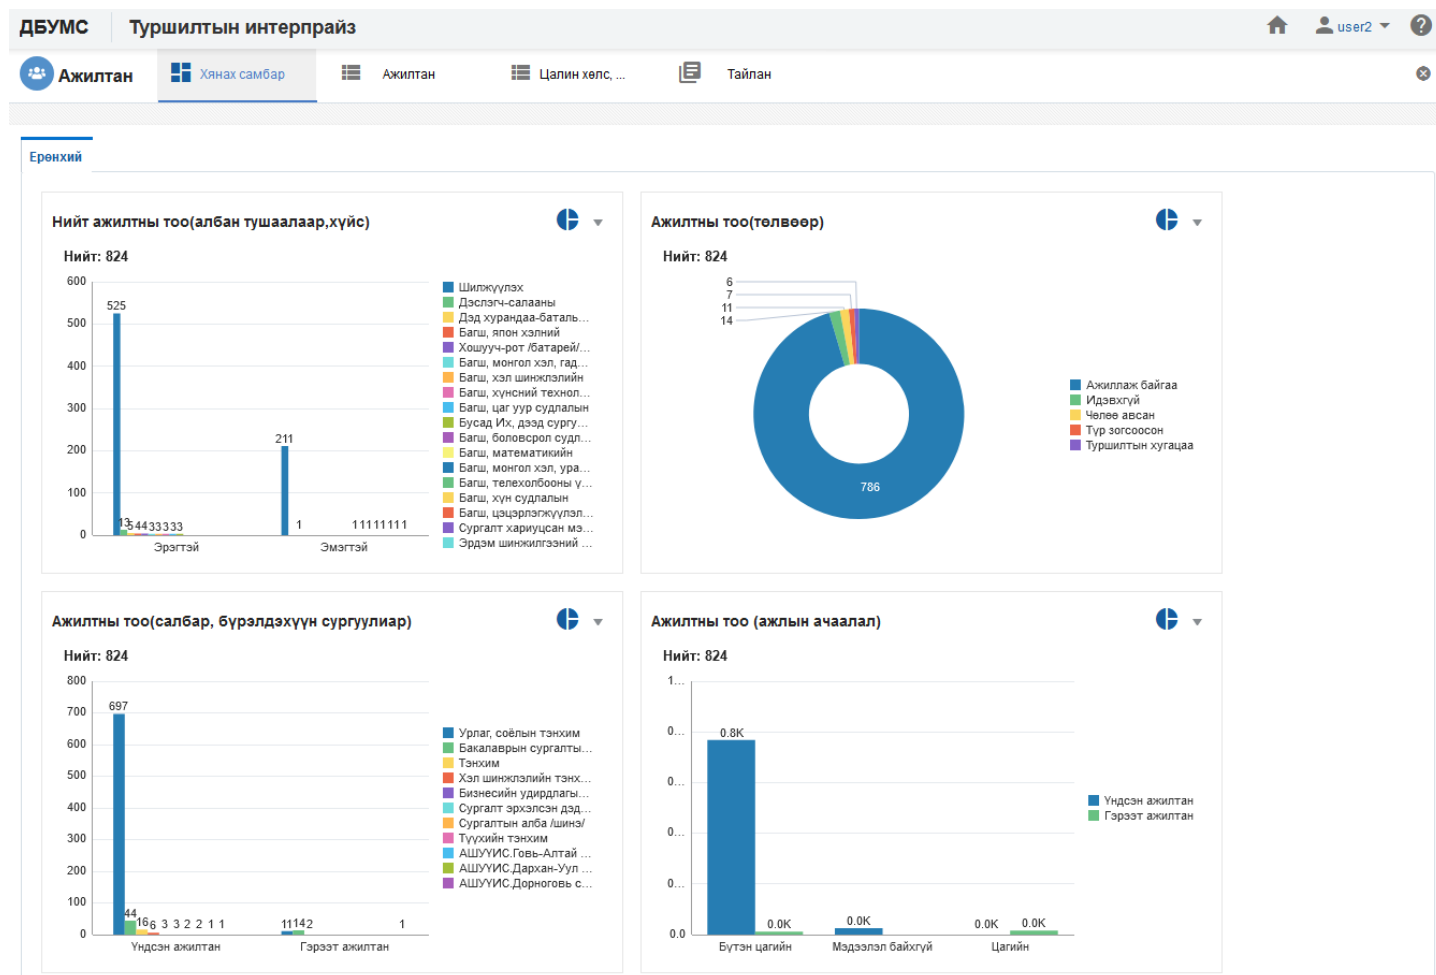 ДБУМС Туршилтын интерпрайз user2
Ажилтан Хянах самбар Ажилтан Цалин хөлс, ... Тайлан
Ерөнхий
Нийт ажилтны тоо(албан тушаалаар,хүйс)
Нийт: 824
600
500
400
300
200
100
0
525
13
5 4 4 3 3 3 3 3
211
1
1 1 1 1 1 1 1 1
Эрэгтэй Эмэгтэй
Шилжүүлэх
Дэслэгч-салааны
Дэд хурандаа-баталь...
Багш, япон хэлний
Хошууч-рот /батарей/...
Багш, монгол хэл, гад...
Багш, хэл шинжлэлийн
Багш, хүнсний технол...
Багш, цаг уур судлалын
Бусад Их, дээд сургу...
Багш, боловсрол судл...
Багш, математикийн
Багш, монгол хэл, ура...
Багш, телехолбооны ү...
Багш, хүн судлалын
Багш, цэцэрлэгжүүлэл...
Сургалт хариуцсан мэ...
Эрдэм шинжилгээний ...
Ажилтны тоо(төлвөөр)
Нийт: 824
6
7
11
14
786
Ажиллаж байгаа
Идэвхгүй
Чөлөө авсан
Түр зогсоосон
Туршилтын хугацаа
Ажилтны тоо(салбар, бүрэлдэхүүн сургуулиар)
Нийт: 824
800
700
600
500
400
300
200
100
0
697
44
16 6 3 3 2 2 1 1
11 14 2 1
Үндсэн ажилтан Гэрээт ажилтан
Урлаг, соёлын тэнхим
Бакалаврын сургалты...
Тэнхим
Хэл шинжлэлийн тэнх...
Бизнесийн удирдлагы...
Сургалт эрхэлсэн дэд...
Сургалтын алба /шинэ/
Түүхийн тэнхим
АШУҮИС.Говь-Алтай ...
АШУҮИС.Дархан-Уул ...
АШУҮИС.Дорноговь с...
Ажилтны тоо (ажлын ачаалал)
Нийт: 824
1...
0...
0...
0...
0...
0.0
0.8K
0.0K 0.0K 0.0K 0.0K
Бүтэн цагийн Мэдээлэл байхгүй Цагийн
Үндсэн ажилтан
Гэрээт ажилтан